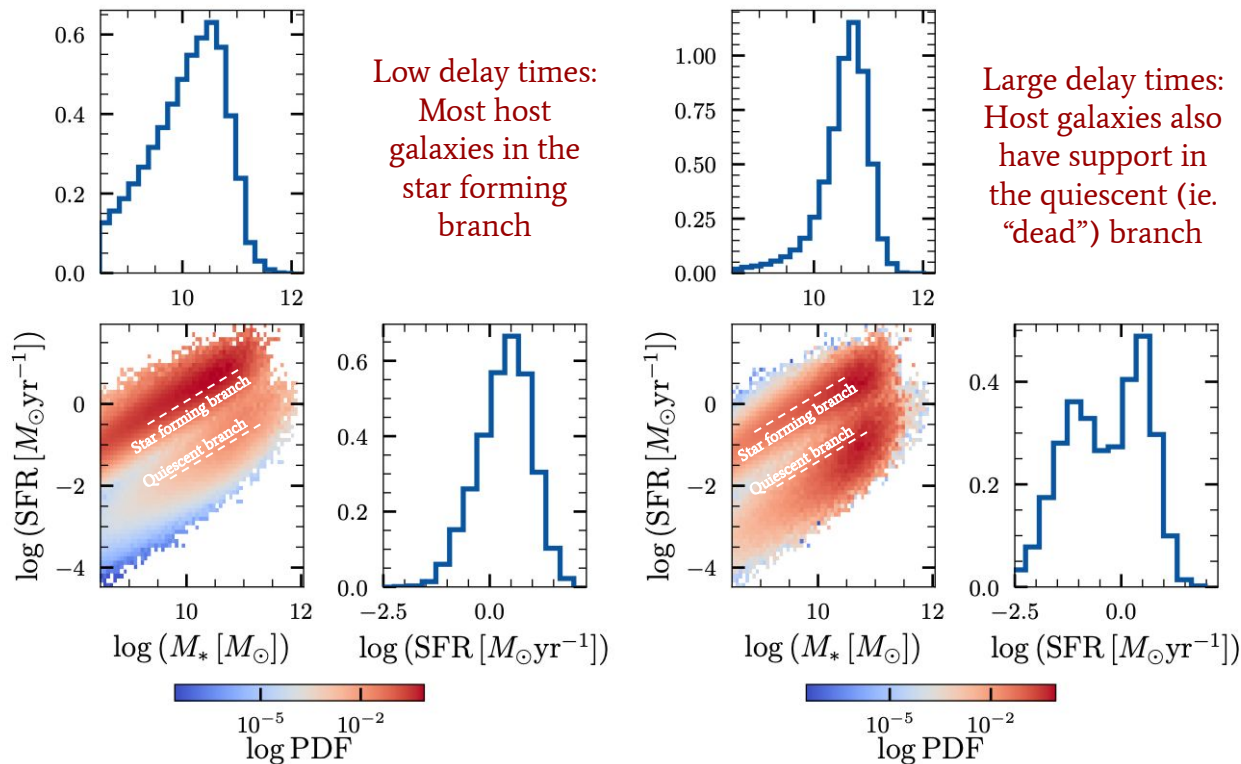 0.6
0.4
0.2
0.0
10
12
Low delay times:
Most host
galaxies in the
star forming
branch
1.00
0.75
0.50
0.25
0.00
10
12
Large delay times:
Host galaxies also
have support in
the quiescent (ie.
“dead”) branch
log (SFR [M⊙yr⁻¹])
0
−2
−4
Star forming branch
Quiescent branch
10
12
log (M* [M⊙])
0.6
0.4
0.2
0.0
−2.5
0.0
log (SFR [M⊙yr⁻¹])
10⁻⁵
10⁻²
log PDF
log (SFR [M⊙yr⁻¹])
0
−2
−4
Star forming branch
Quiescent branch
10
12
log (M* [M⊙])
0.4
0.2
0.0
−2.5
0.0
log (SFR [M⊙yr⁻¹])
10⁻⁵
10⁻²
log PDF